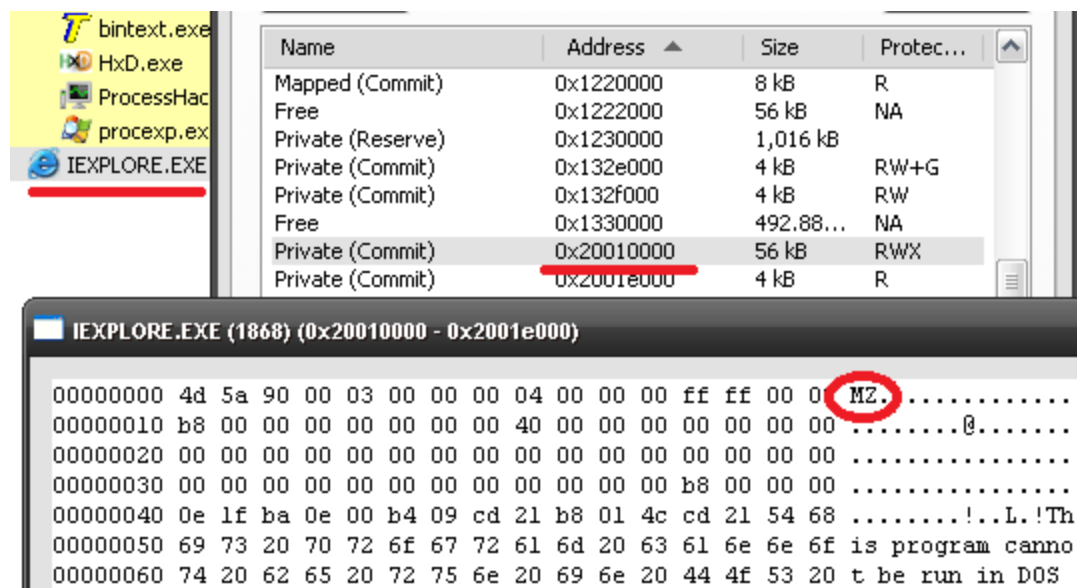 bintext.exe
HxD.exe
ProcessHac
procexp.ex
IEXPLORE.EXE
Name Address Size Protec...
Mapped (Commit) 0x1220000 8 kB R
Free 0x1222000 56 kB NA
Private (Reserve) 0x1230000 1,016 kB
Private (Commit) 0x132e000 4 kB RW+G
Private (Commit) 0x132f000 4 kB RW
Free 0x1330000 492.88... NA
Private (Commit) 0x20010000 56 kB RWX
Private (Commit) 0x2001e000 4 kB R
IEXPLORE.EXE (1868) (0x20010000 - 0x2001e000)
00000000 4d 5a 90 00 03 00 00 00 04 00 00 00 ff ff 00 0 MZ..............
00000010 b8 00 00 00 00 00 00 00 40 00 00 00 00 00 00 00 ........@.......
00000020 00 00 00 00 00 00 00 00 00 00 00 00 00 00 00 00 ................
00000030 00 00 00 00 00 00 00 00 00 00 00 00 b8 00 00 00 ................
00000040 0e 1f ba 0e 00 b4 09 cd 21 b8 01 4c cd 21 54 68 ........!..L.!Th
00000050 69 73 20 70 72 6f 67 72 61 6d 20 63 61 6e 6e 6f is program canno
00000060 74 20 62 65 20 72 75 6e 20 69 6e 20 44 4f 53 20 t be run in DOS